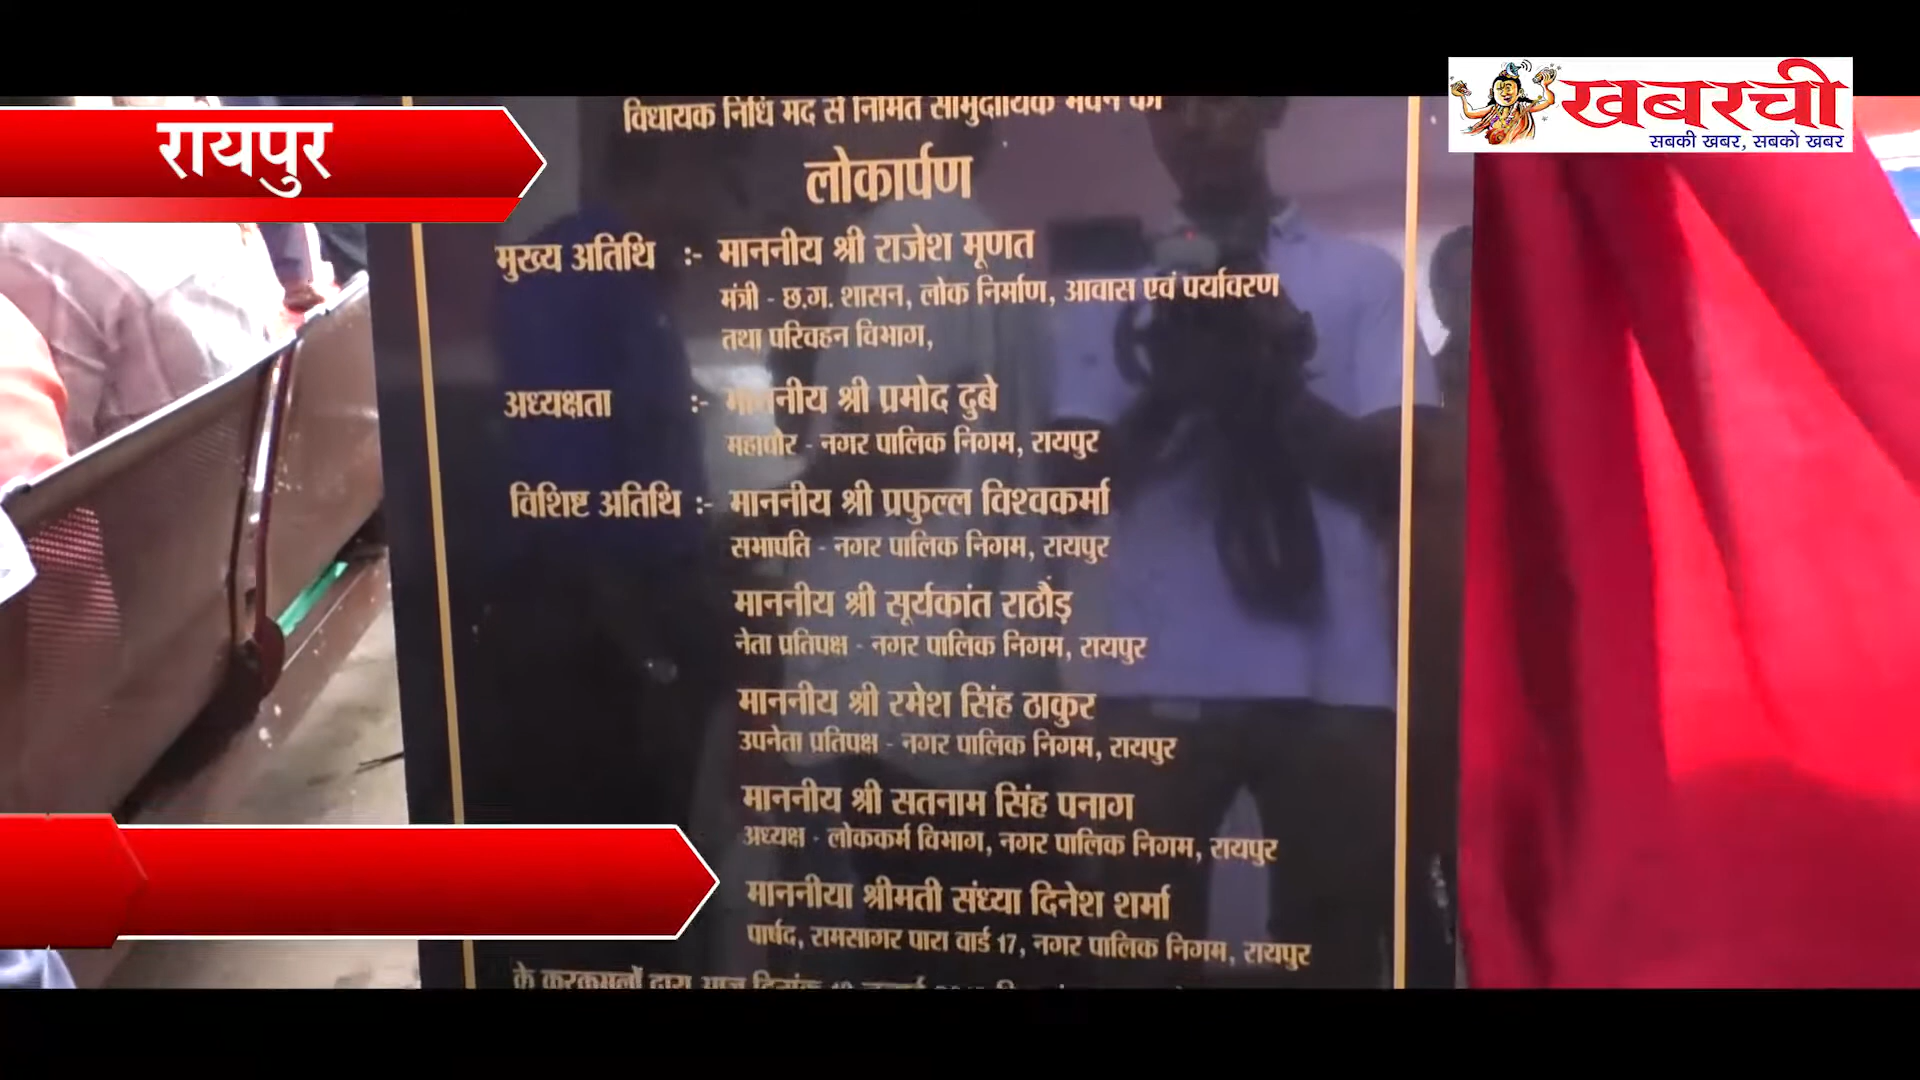 खबरची
सबकी खबर, सबको खबर
रायपुर
विधायक निधि मद से निर्मित सामुदायिक भवन का
लोकार्पण
मुख्य अतिथि :- माननीय श्री राजेश मूणत
मंत्री - छ.ग. शासन, लोक निर्माण, आवास एवं पर्यावरण
तथा परिवहन विभाग,
अध्यक्षता :- माननीय श्री प्रमोद दुबे
महापौर - नगर पालिक निगम, रायपुर
विशिष्ट अतिथि :- माननीय श्री प्रफुल्ल विश्वकर्मा
सभापति - नगर पालिक निगम, रायपुर
माननीय श्री सूर्यकांत राठौंड़
नेता प्रतिपक्ष - नगर पालिक निगम, रायपुर
माननीय श्री रमेश सिंह ठाकुर
उपनेता प्रतिपक्ष - नगर पालिक निगम, रायपुर
माननीय श्री सतनाम सिंह पनाग
अध्यक्ष - लोककर्म विभाग, नगर पालिक निगम, रायपुर
माननीया श्रीमती संध्या दिनेश शर्मा
पार्षद, रामसागर पारा वार्ड 17, नगर पालिक निगम, रायपुर
के करकमलों द्वारा आज दिनांक